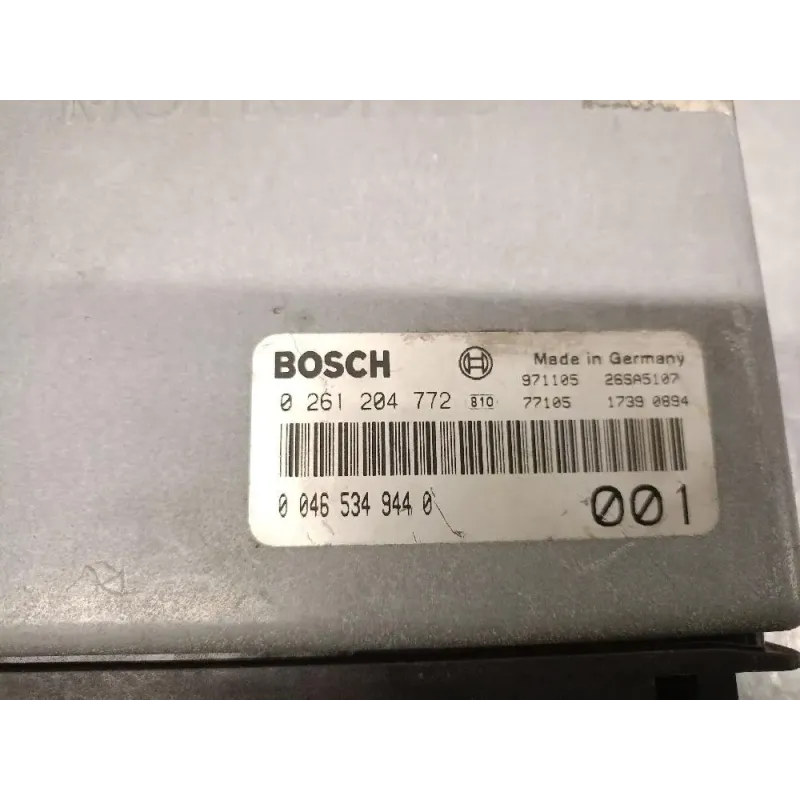 BOSCH
Made in Germany
971105 26SA5107
0 261 204 772 810 77105 1739 0894
0 046 534 944 0
001